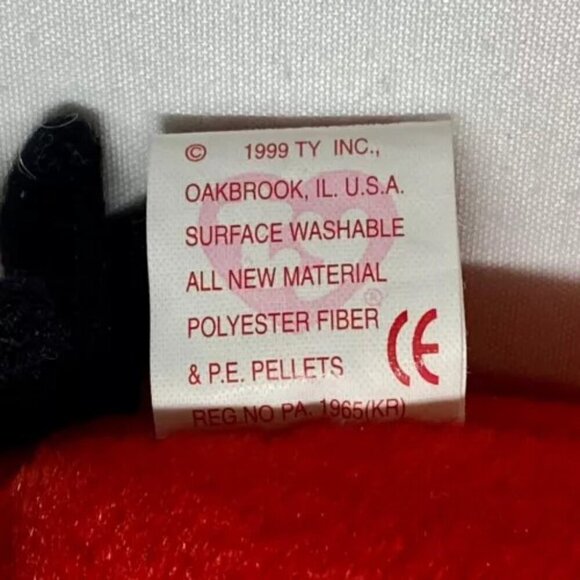 © 1999 TY INC.,
OAKBROOK, IL. U.S.A.
SURFACE WASHABLE
ALL NEW MATERIAL
POLYESTER FIBER
& P.E. PELLETS
CE
REG NO PA. 1965(KR)